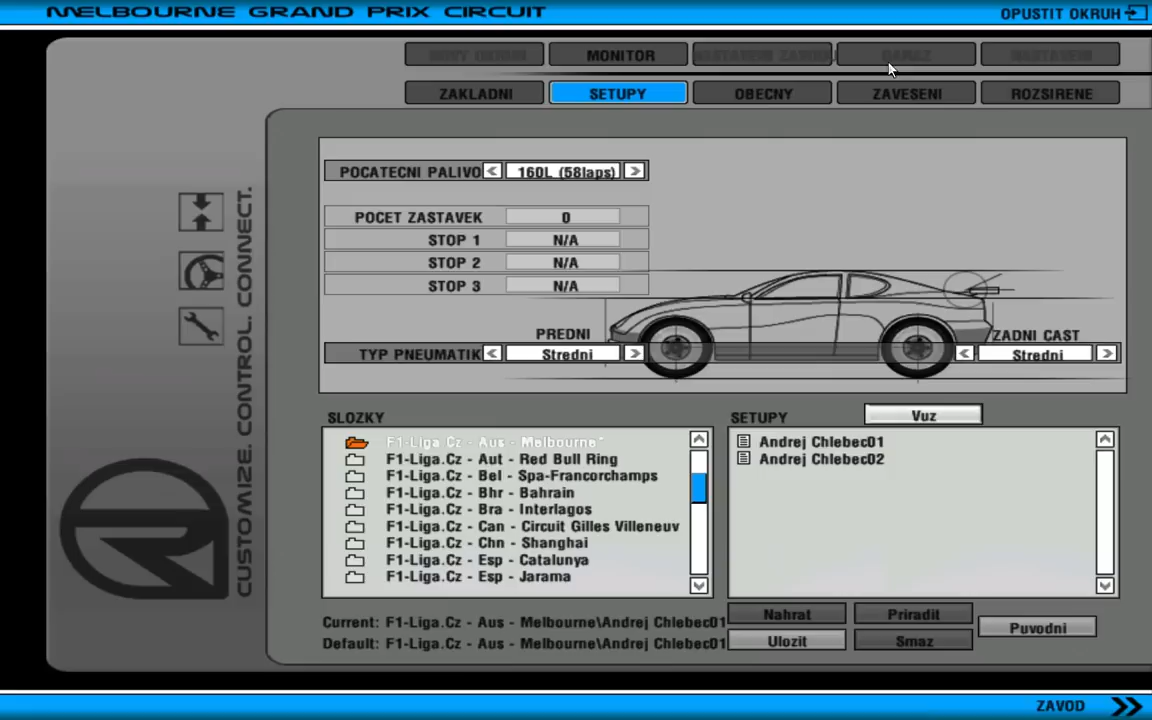 MELBOURNE GRAND PRIX CIRCUIT
OPUSTIT OKRUH
MONITOR
ZAKLADNI
SETUPY
OBECNY
ZAVESENI
ROZSIRENE
POCATECNI PALIVO
160L (58laps)
POCET ZASTAVEK
0
STOP 1
N/A
STOP 2
N/A
STOP 3
N/A
PREDNI
ZADNI CAST
TYP PNEUMATIK
Stredni
Stredni
CUSTOMIZE. CONTROL. CONNECT.
SLOZKY
SETUPY
Vuz
F1-Liga.Cz - Aus - Melbourne*
F1-Liga.Cz - Aut - Red Bull Ring
F1-Liga.Cz - Bel - Spa-Francorchamps
F1-Liga.Cz - Bhr - Bahrain
F1-Liga.Cz - Bra - Interlagos
F1-Liga.Cz - Can - Circuit Gilles Villeneuv
F1-Liga.Cz - Chn - Shanghai
F1-Liga.Cz - Esp - Catalunya
F1-Liga.Cz - Esp - Jarama
Andrej Chlebec01
Andrej Chlebec02
Current: F1-Liga.Cz - Aus - Melbourne\Andrej Chlebec01
Default: F1-Liga.Cz - Aus - Melbourne\Andrej Chlebec01
Nahrat
Priradit
Ulozit
Smaz
Puvodni
ZAVOD